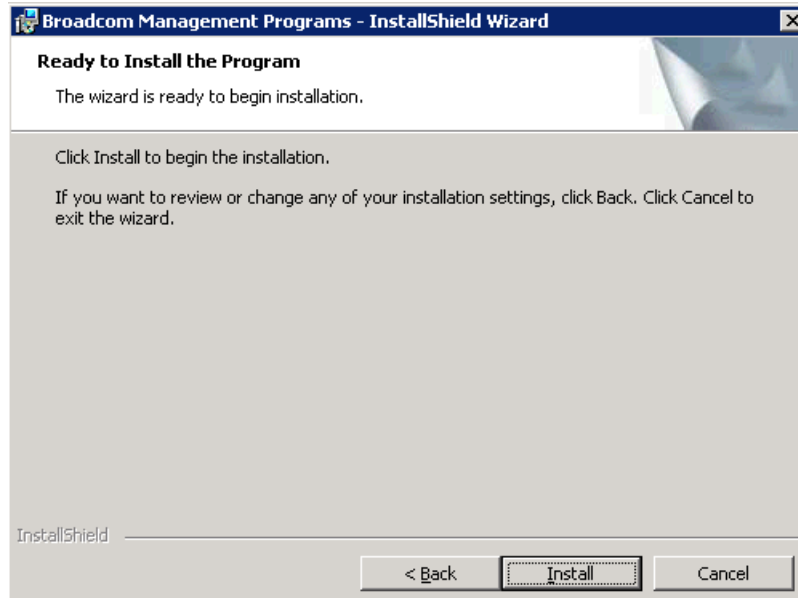 Broadcom Management Programs - InstallShield Wizard
Ready to Install the Program
The wizard is ready to begin installation.
Click Install to begin the installation.
If you want to review or change any of your installation settings, click Back. Click Cancel to
exit the wizard.
InstallShield
< Back
Install
Cancel